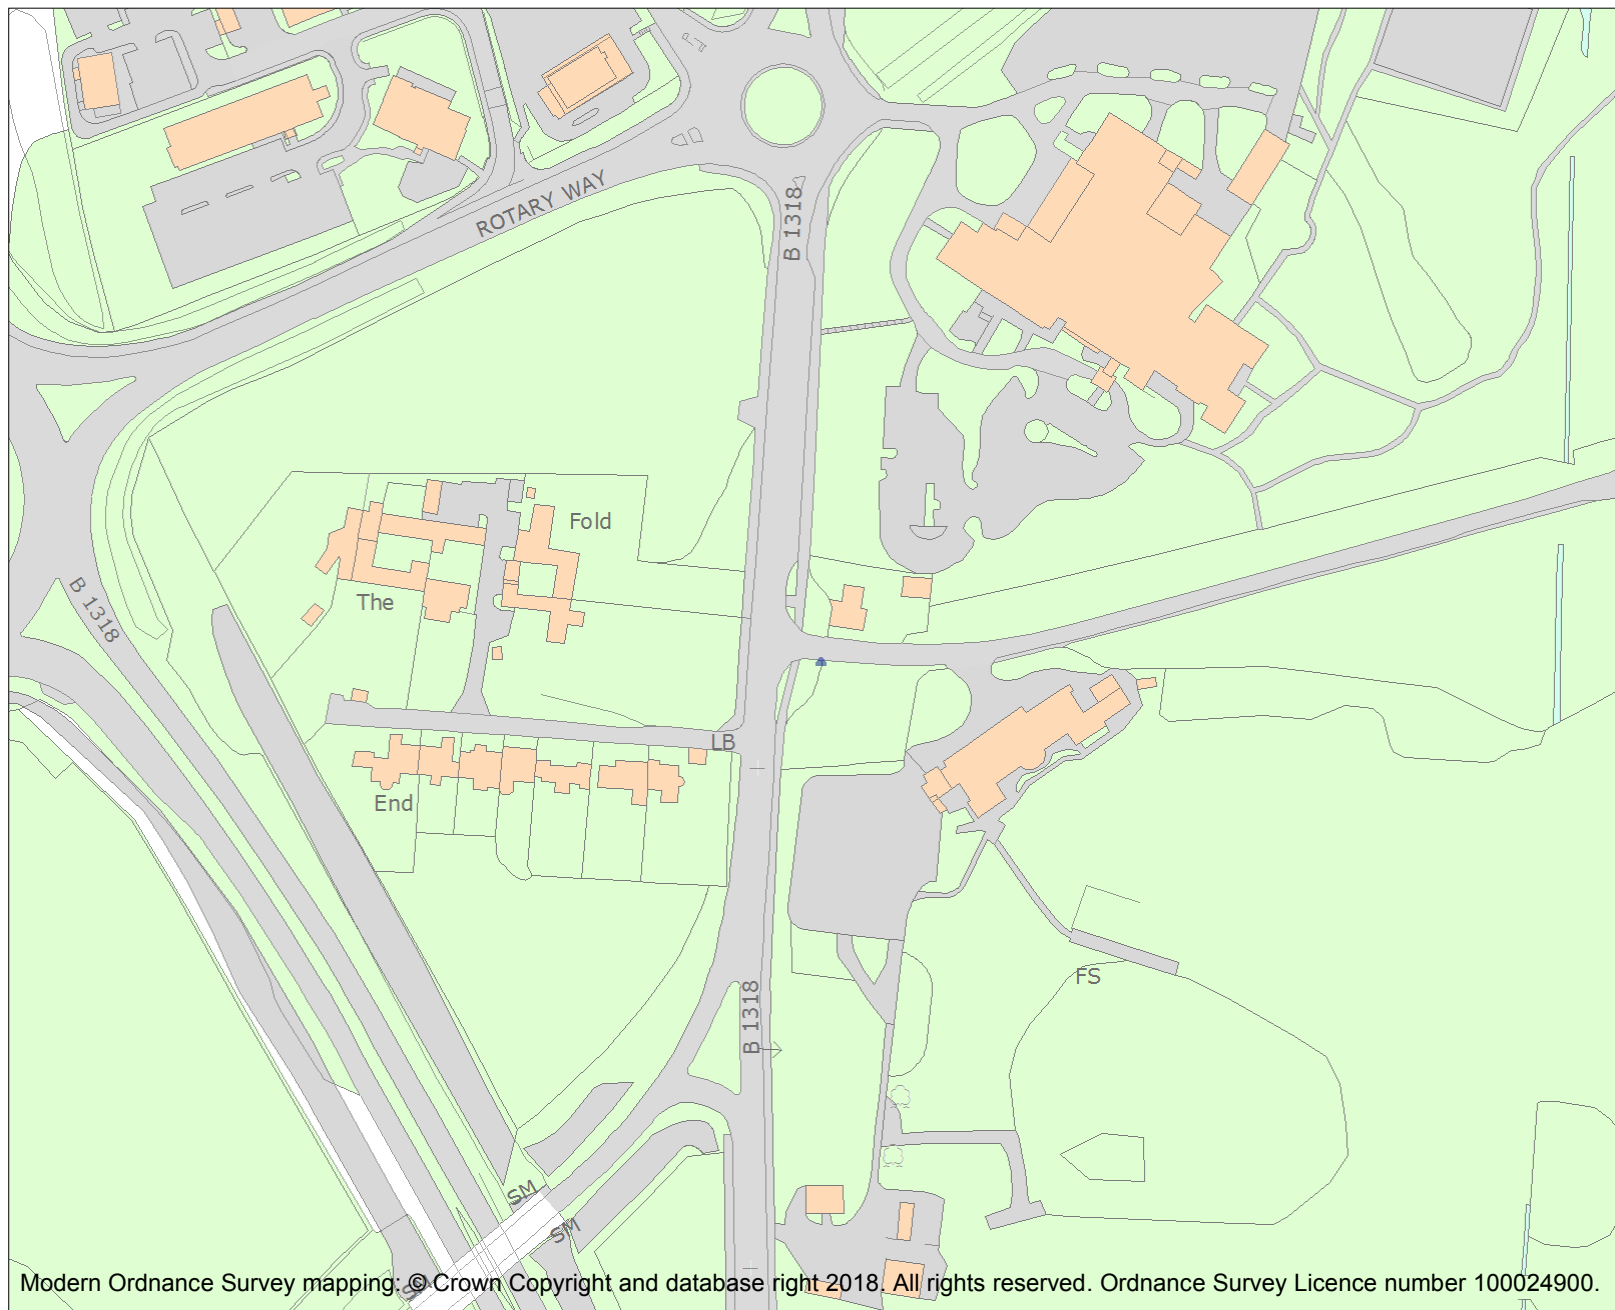 ROTARY WAY
B 1318
Fold
The
B 1318
LB
End
FS
B 1318
SM
SM
Modern Ordnance Survey mapping: © Crown Copyright and database right 2018. All rights reserved. Ordnance Survey Licence number 100024900.